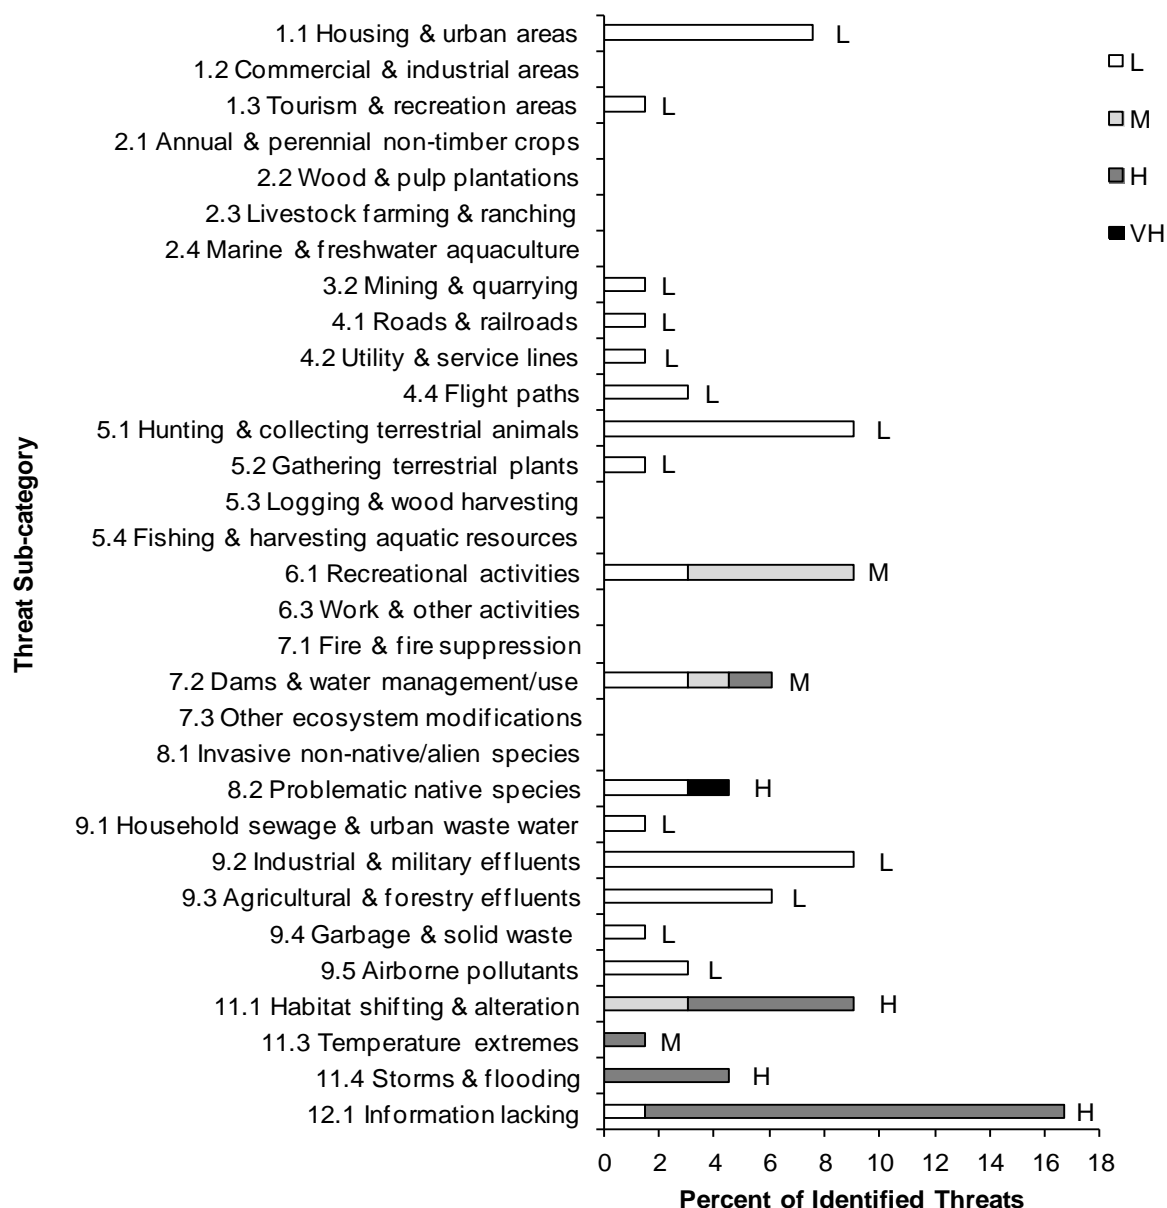 1.1 Housing & urban areas L
1.2 Commercial & industrial areas
1.3 Tourism & recreation areas L
2.1 Annual & perennial non-timber crops
2.2 Wood & pulp plantations
2.3 Livestock farming & ranching
2.4 Marine & freshwater aquaculture
3.2 Mining & quarrying L
4.1 Roads & railroads L
4.2 Utility & service lines L
4.4 Flight paths L
5.1 Hunting & collecting terrestrial animals L
5.2 Gathering terrestrial plants L
5.3 Logging & wood harvesting
5.4 Fishing & harvesting aquatic resources
6.1 Recreational activities M
6.3 Work & other activities
7.1 Fire & fire suppression
7.2 Dams & water management/use M
7.3 Other ecosystem modifications
8.1 Invasive non-native/alien species
8.2 Problematic native species H
9.1 Household sewage & urban waste water L
9.2 Industrial & military effluents L
9.3 Agricultural & forestry effluents L
9.4 Garbage & solid waste L
9.5 Airborne pollutants L
11.1 Habitat shifting & alteration H
11.3 Temperature extremes M
11.4 Storms & flooding H
12.1 Information lacking H
0 2 4 6 8 10 12 14 16 18
Percent of Identified Threats
Threat Sub-category
L
M
H
VH